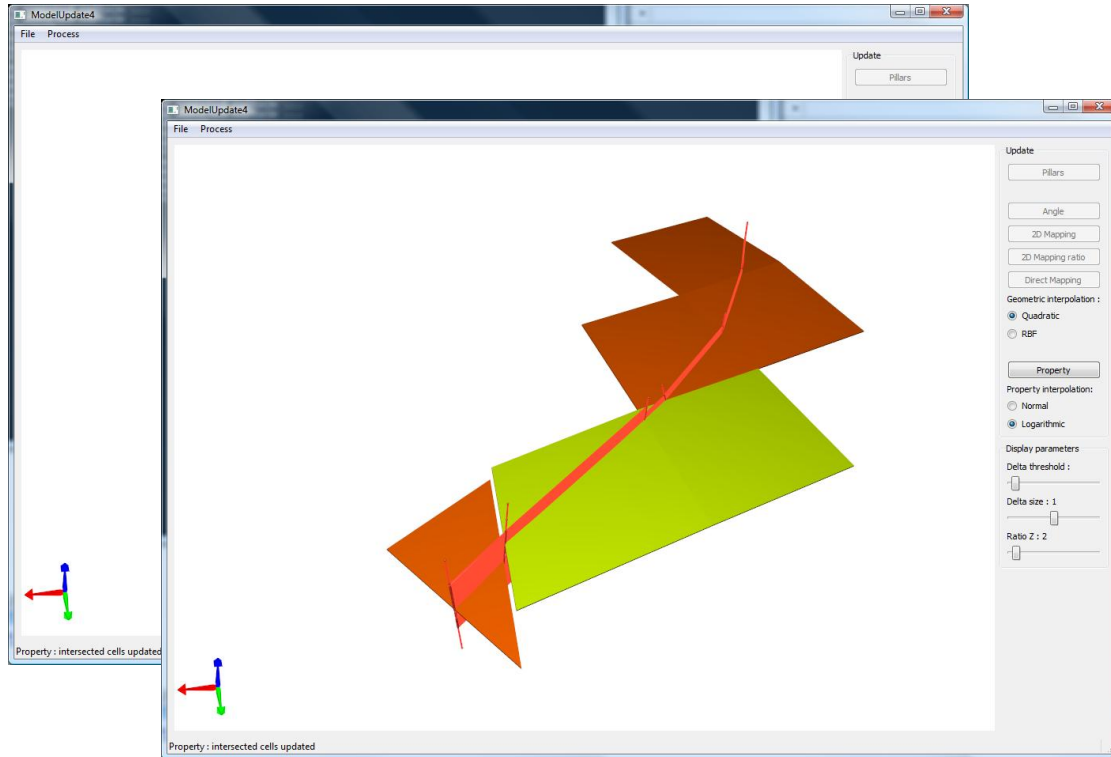 ModelUpdate4
File Process
Update
Pillars
Property : intersected cells updated
ModelUpdate4
File Process
Update
Pillars
Angle
2D Mapping
2D Mapping ratio
Direct Mapping
Geometric interpolation :
Quadratic
RBF
Property
Property interpolation:
Normal
Logarithmic
Display parameters
Delta threshold :
Delta size : 1
Ratio Z : 2
Property : intersected cells updated